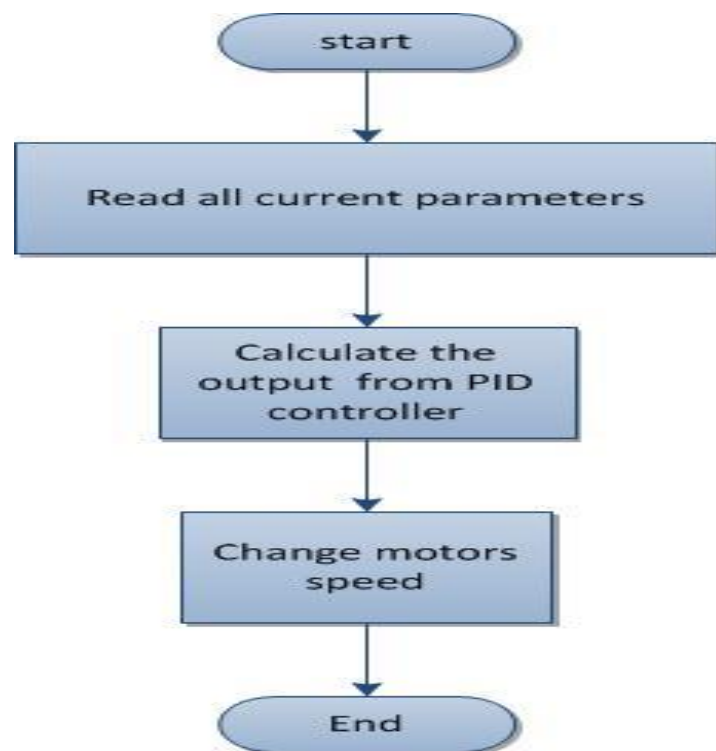 start
Read all current parameters
Calculate the
output from PID
controller
Change motors
speed
End